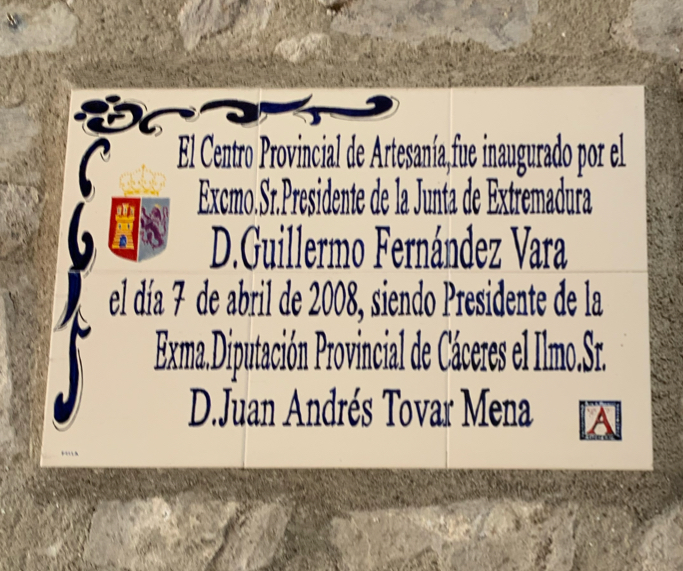 El Centro Provincial de Artesanía,fue inaugurado por el
Excmo.Sr.Presidente de la Junta de Extremadura
D.Guillermo Fernández Vara
el día 7 de abril de 2008, siendo Presidente de la
Exma.Diputación Provincial de Cáceres el Ilmo.Sr.
D.Juan Andrés Tovar Mena
A